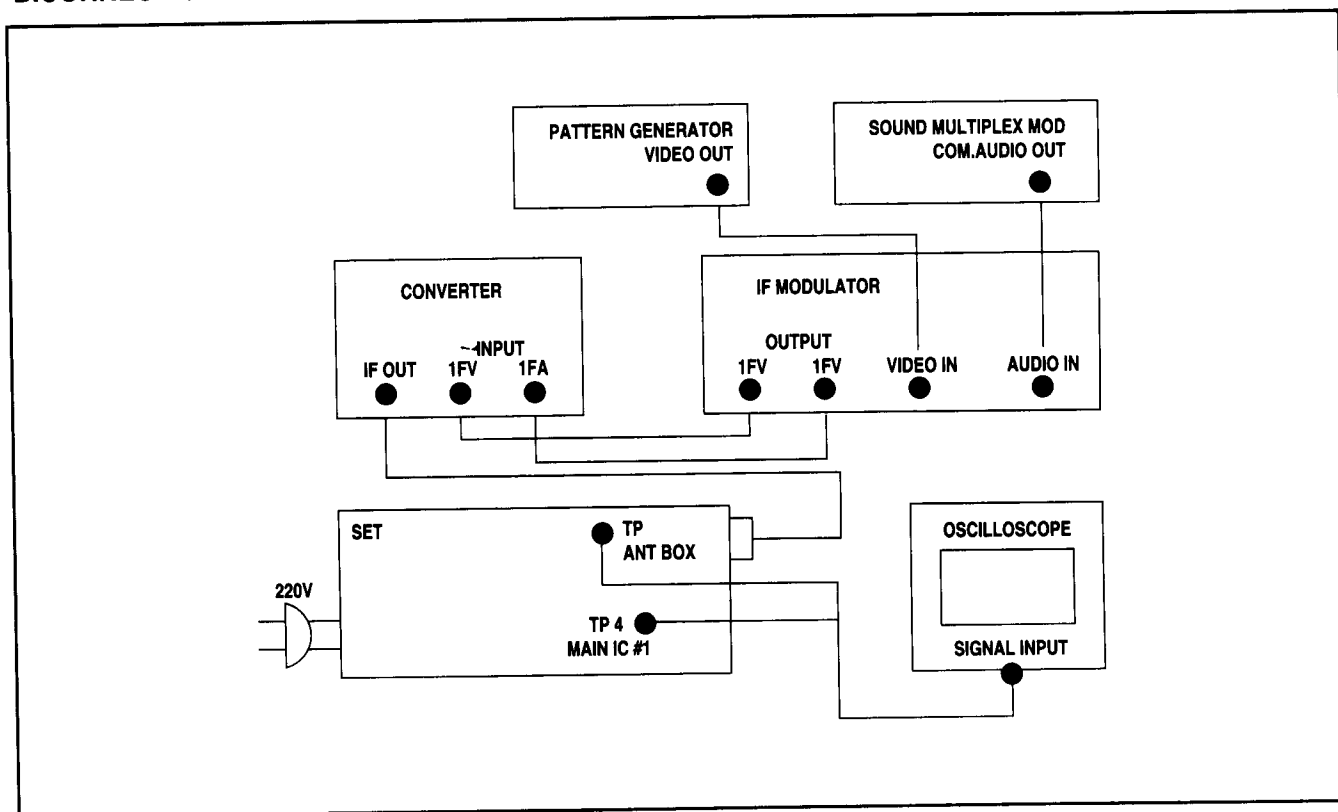 PATTERN GENERATOR
VIDEO OUT
SOUND MULTIPLEX MOD
COM.AUDIO OUT
CONVERTER
INPUT
IF OUT 1FV 1FA
IF MODULATOR
OUTPUT
1FV 1FV VIDEO IN AUDIO IN
SET
TP
ANT BOX
220V
TP 4
MAIN IC #1
OSCILLOSCOPE
SIGNAL INPUT